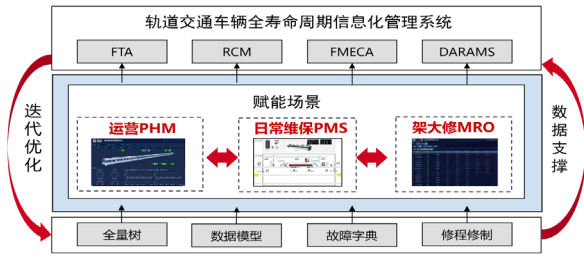 轨道交通车辆全寿命周期信息化管理系统
FTA
RCM
FMECA
DARAMS
赋能场景
运营PHM
日常维保PMS
架大修MRO
迭代优化
数据支撑
全量树
数据模型
故障字典
修程修制